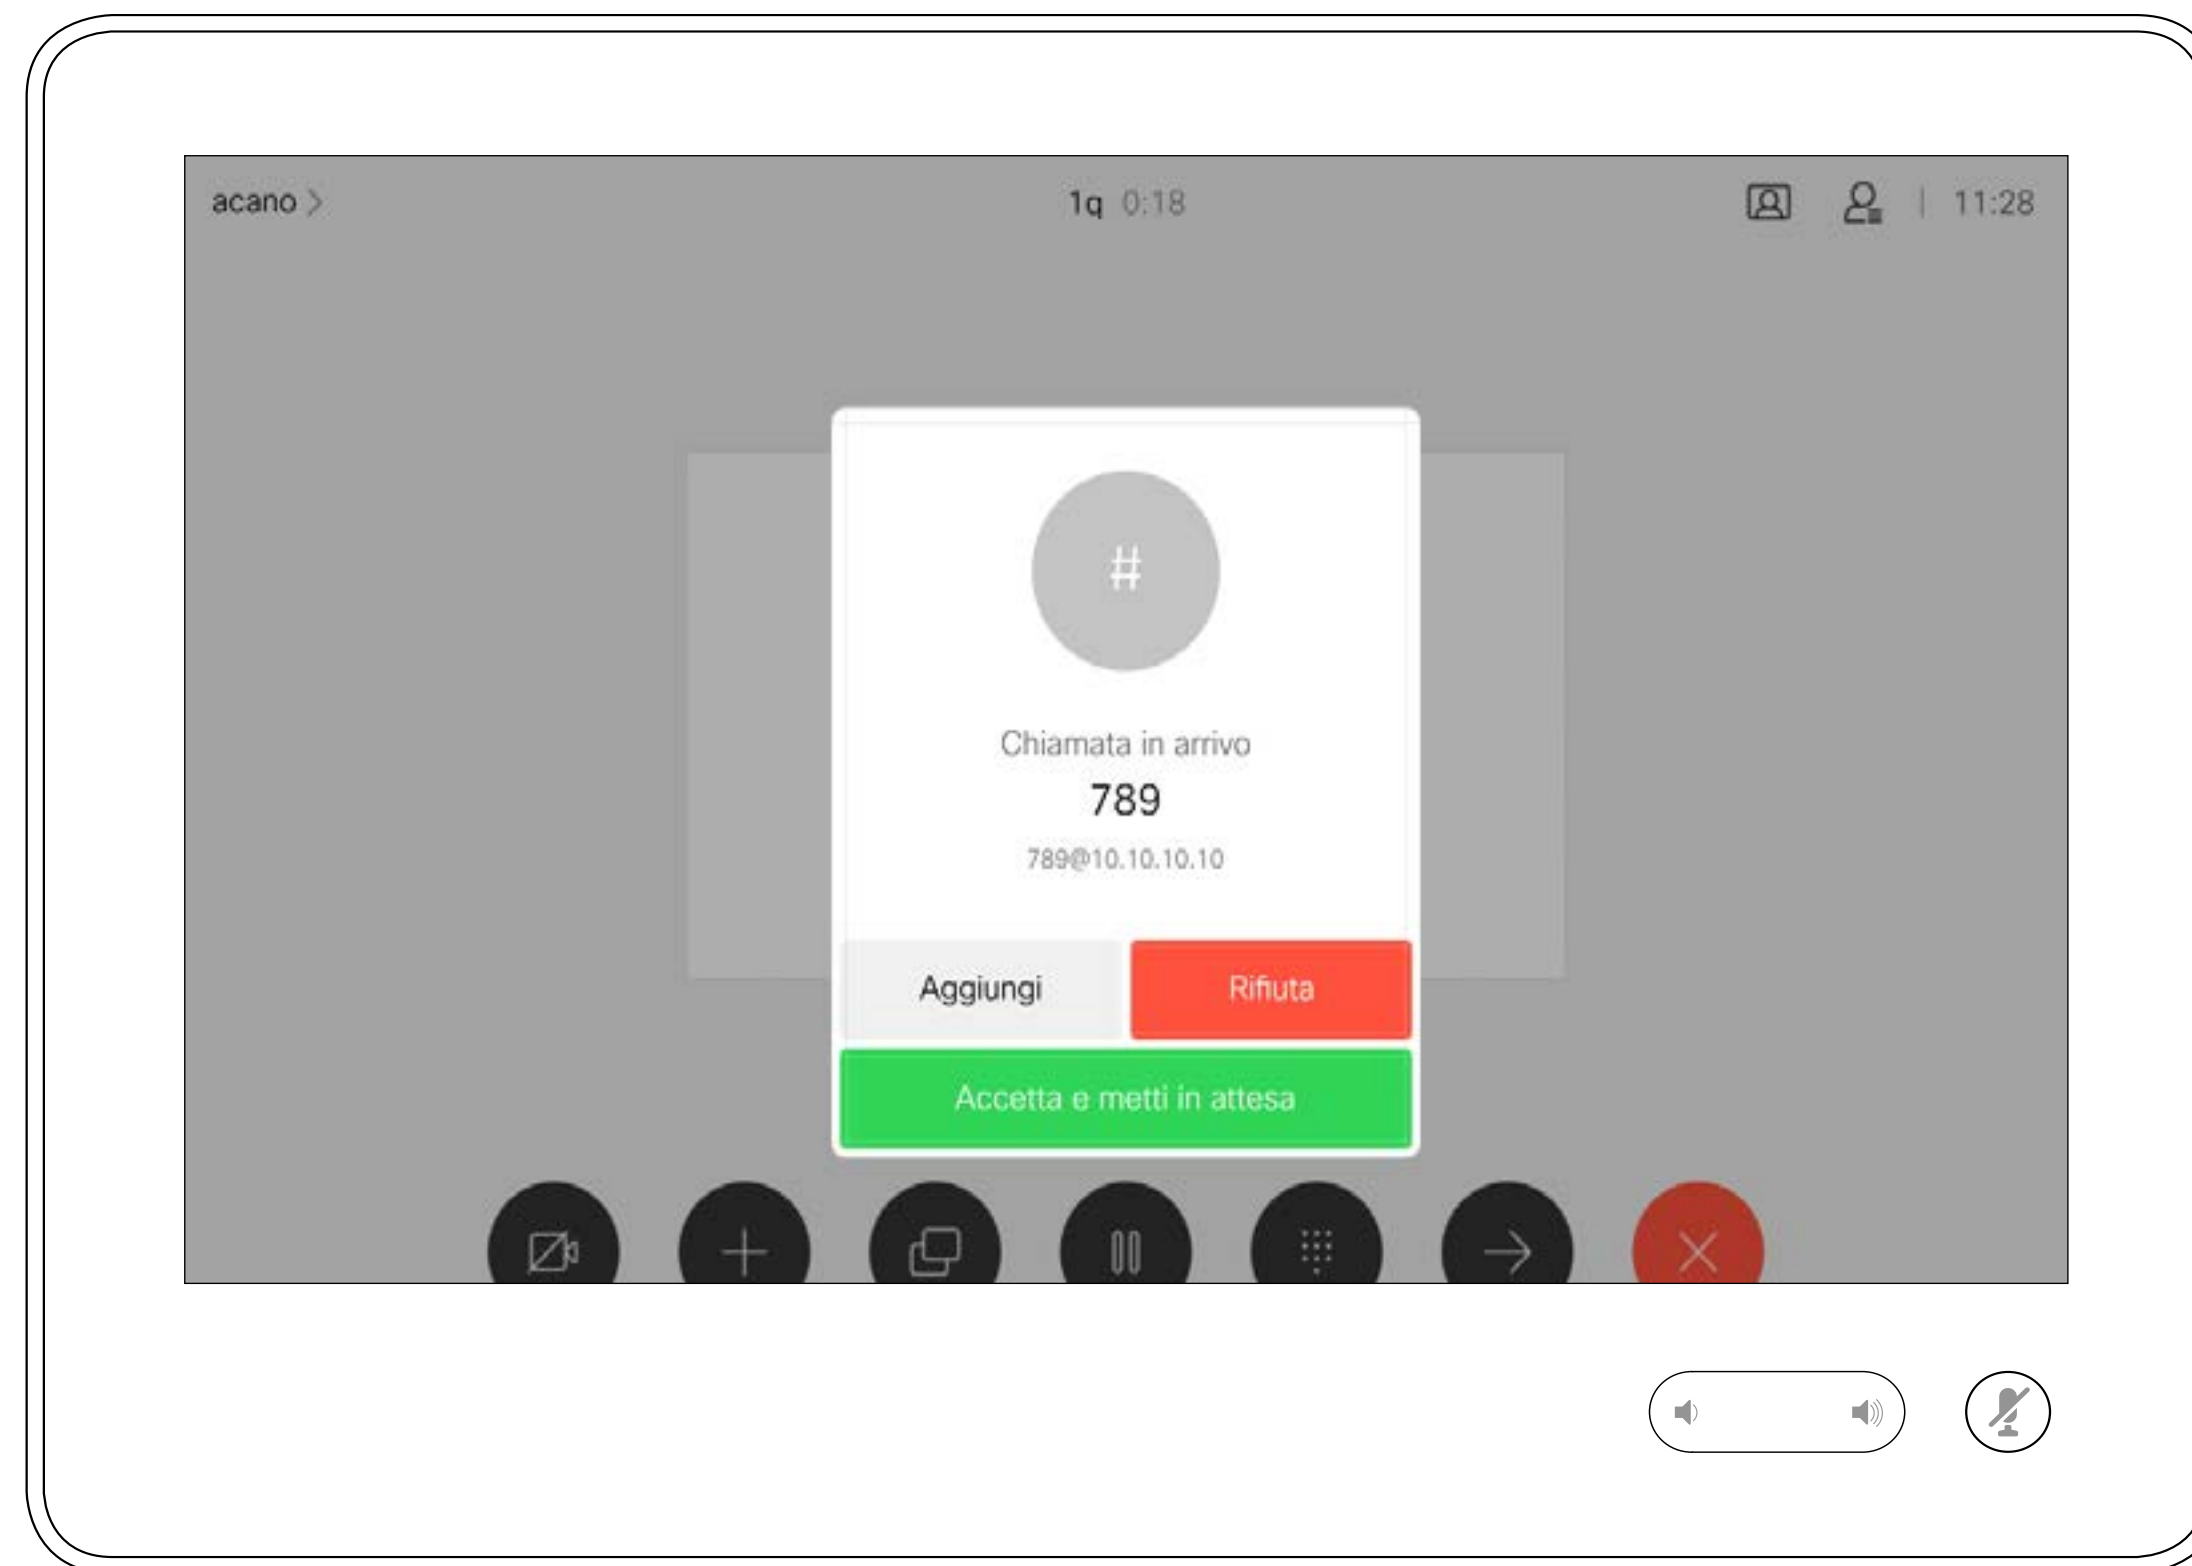 acano >
1q 0:18
11:28
#
Chiamata in arrivo
789
789@10.10.10.10
Aggiungi
Rifiuta
Accetta e metti in attesa